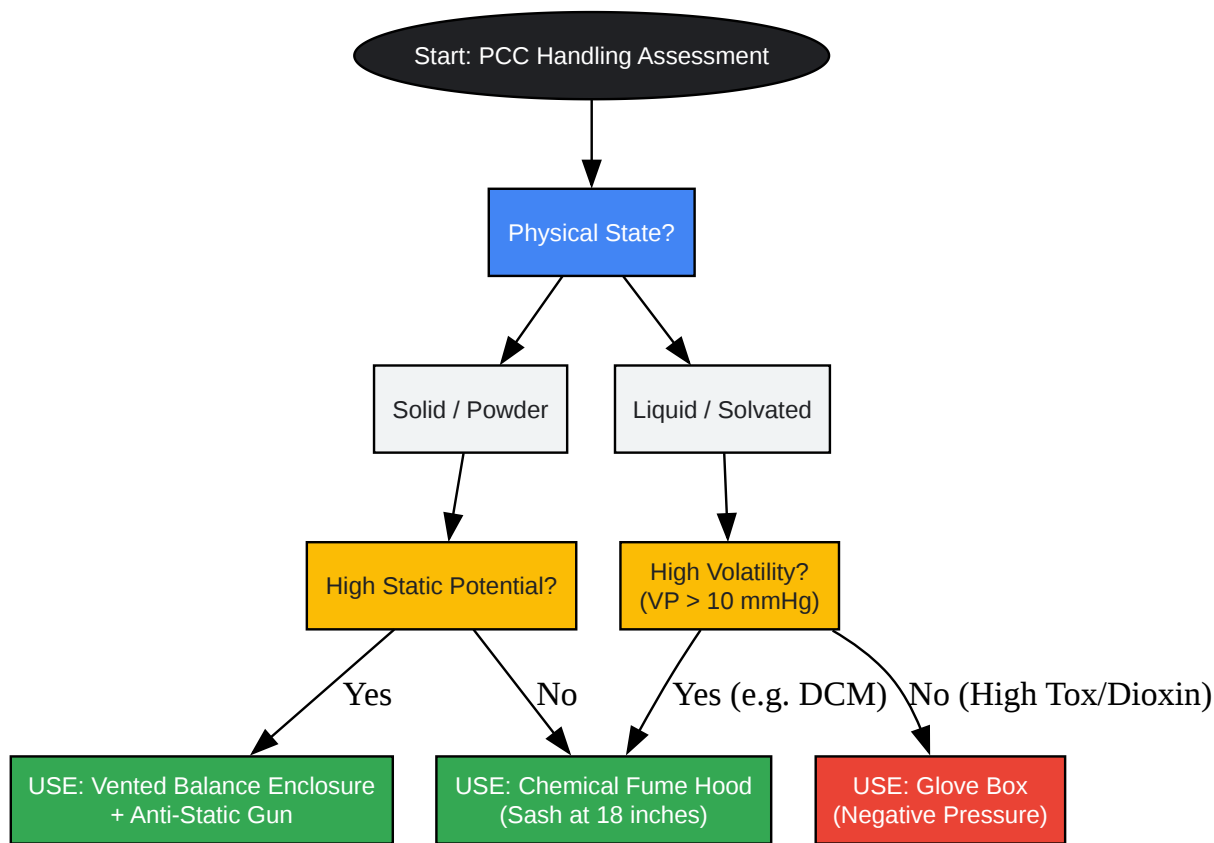 Start: PCC Handling Assessment
Physical State?
Solid / Powder
Liquid / Solvated
High Static Potential?
High Volatility?
(VP > 10 mmHg)
Yes
No
Yes (e.g. DCM)
No (High Tox/Dioxin)
USE: Vented Balance Enclosure
+ Anti-Static Gun
USE: Chemical Fume Hood
(Sash at 18 inches)
USE: Glove Box
(Negative Pressure)